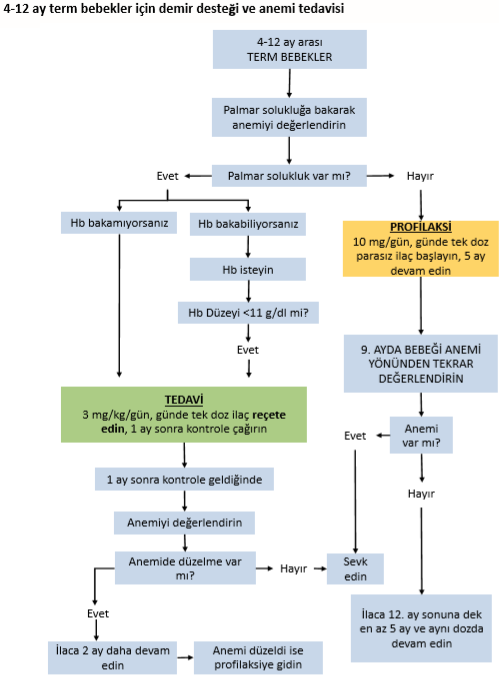 4-12 ay term bebekler için demir desteği ve anemi tedavisi
4-12 ay arası
TERM BEBEKLER
Palmar solukluğa bakarak
anemiyi değerlendirin
Palmar solukluk var mı?
Evet
Hayır
Hb bakamıyorsanız
Hb bakabiliyorsanız
Hb isteyin
Hb Düzeyi <11 g/dl mi?
Evet
PROFİLAKSİ
10 mg/gün, günde tek doz
parasız ilaç başlayın, 5 ay
devam edin
9. AYDA BEBEĞİ ANEMİ
YÖNÜNDEN TEKRAR
DEĞERLENDİRİN
TEDAVİ
3 mg/kg/gün, günde tek doz ilaç reçete
edin, 1 ay sonra kontrole çağırın
Anemi
var mı?
Evet
Hayır
1 ay sonra kontrole geldiğinde
Anemiyi değerlendirin
Anemide düzelme var
mı?
Hayır
Sevk
edin
Evet
İlaca 2 ay daha devam
edin
Anemi düzeldi ise
profilaksiye gidin
İlaca 12. ay sonuna dek
en az 5 ay ve aynı dozda
devam edin